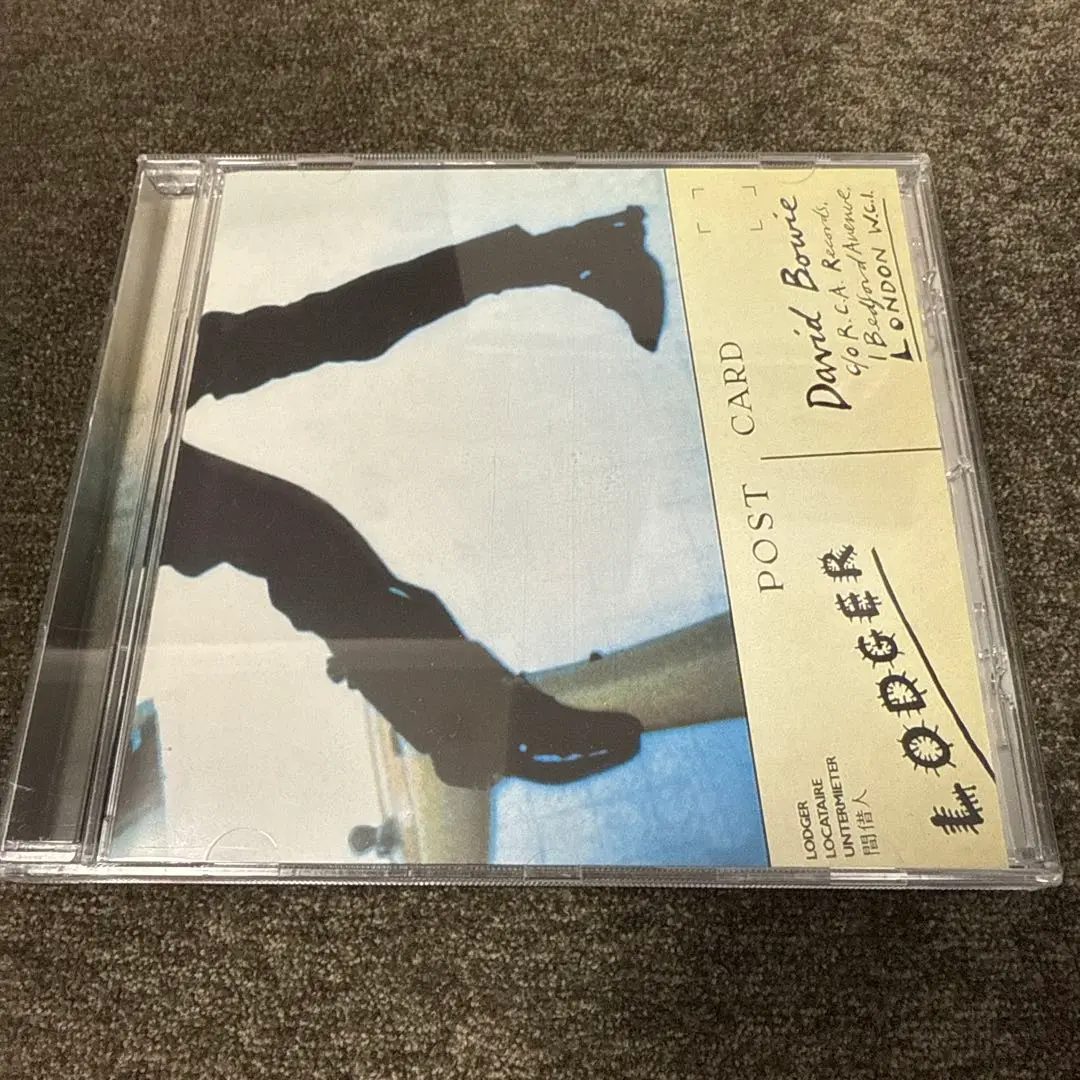 POST CARD
David Bowie
c/o R.C.A. Records,
1 Bedford Avenue,
LONDON W.C.1.
LODGER
LODGER
LOCATAIRE
UNTERMIETER
間借人